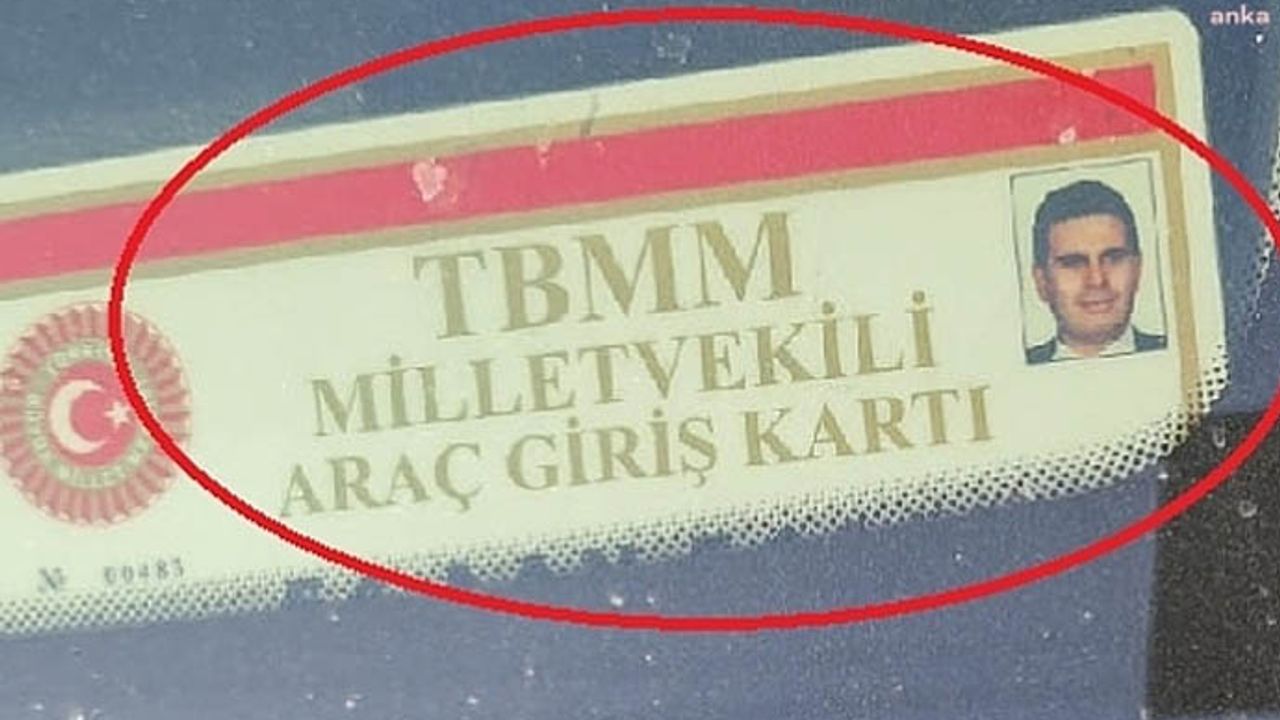 anka
TBMM
MİLLETVEKİLİ
ARAÇ GİRİŞ KARTI
№ 00483